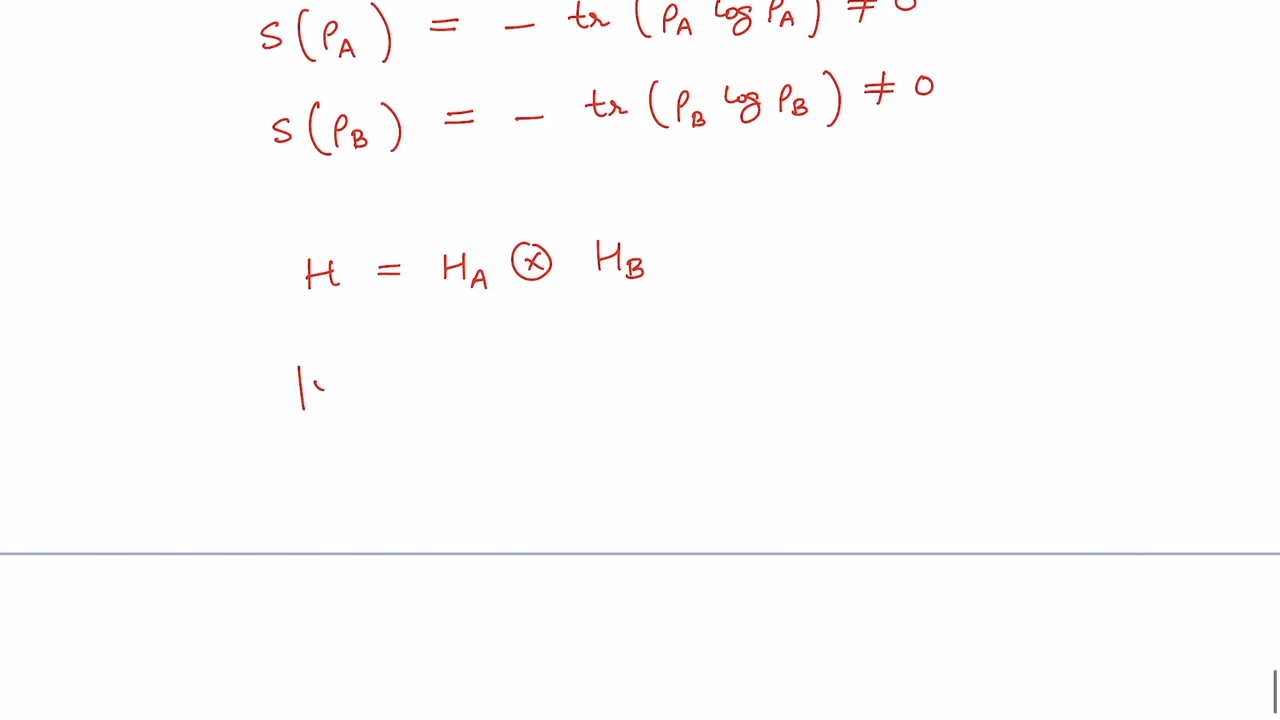 S(ρ_A) = - tr (ρ_A log ρ_A) ≠ 0
S(ρ_B) = - tr (ρ_B log ρ_B) ≠ 0
H = H_A ⊗ H_B
|